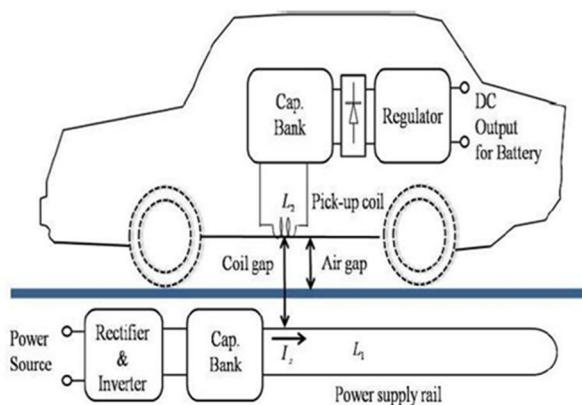 Cap.
Bank
Regulator
DC
Output
for Battery
L₂
Pick-up coil
Coil gap
Air gap
Power
Source
Rectifier
&
Inverter
Cap.
Bank
Iₛ
L₁
Power supply rail